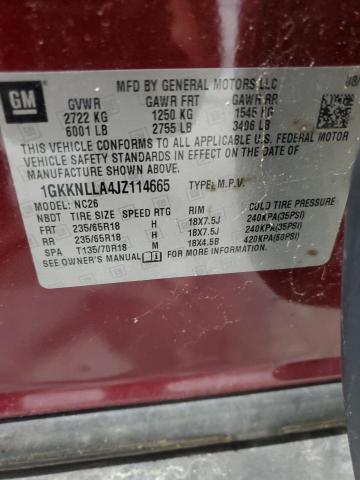 GM
MFD BY GENERAL MOTORS LLC
GVWR GAWR FRT GAWR RR
2722 KG 1250 KG 1545 KG
6001 LB 2755 LB 3406 LB
THIS VEHICLE CONFORMS TO ALL APPLICABLE U.S. FEDERAL MOTOR
VEHICLE SAFETY STANDARDS IN EFFECT ON THE DATE OF
MANUFACTURE SHOWN ABOVE.
1GKKNLLA4JZ114665 TYPE: M.P.V.
MODEL: NC26
NBDT TIRE SIZE SPEED RTG RIM COLD TIRE PRESSURE
FRT 235/65R18 H 18X7.5J 240KPA(35PSI)
RR 235/65R18 H 18X7.5J 240KPA(35PSI)
SPA T135/70R18 M 18X4.5B 420KPA(60PSI)
SEE OWNER'S MANUAL FOR MORE INFORMATION.